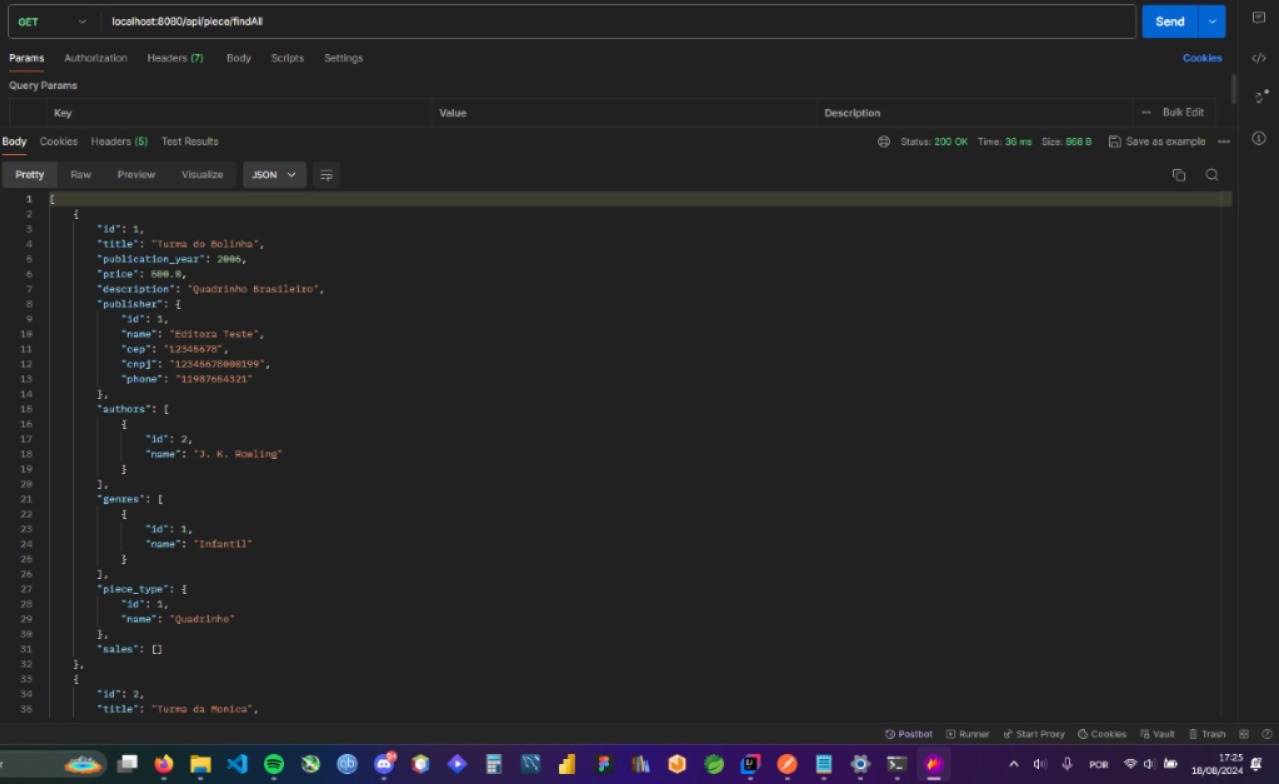 GET localhost:8080/api/piece/findAll Send
Params Authorization Headers (7) Body Scripts Settings Cookies
Query Params
Key Value Description ••• Bulk Edit
Body Cookies Headers (5) Test Results Status: 200 OK Time: 36 ms Size: 868 B Save as example •••
Pretty Raw Preview Visualize JSON
1 [
2 {
3 "id": 1,
4 "title": "Turma do Bolinha",
5 "publication_year": 2006,
6 "price": 500.0,
7 "description": "Quadrinho Brasileiro",
8 "publisher": {
9 "id": 1,
10 "name": "Editora Teste",
11 "cep": "12345678",
12 "cnpj": "12345678000199",
13 "phone": "11987654321"
14 },
15 "authors": [
16 {
17 "id": 2,
18 "name": "J. K. Rowling"
19 }
20 ],
21 "genres": [
22 {
23 "id": 1,
24 "name": "Infantil"
25 }
26 ],
27 "piece_type": {
28 "id": 1,
29 "name": "Quadrinho"
30 },
31 "sales": []
32 },
33 {
34 "id": 2,
35 "title": "Turma da Monica",
Postbot Runner Start Proxy Cookies Vault Trash
POR 17:25
18/08/2024